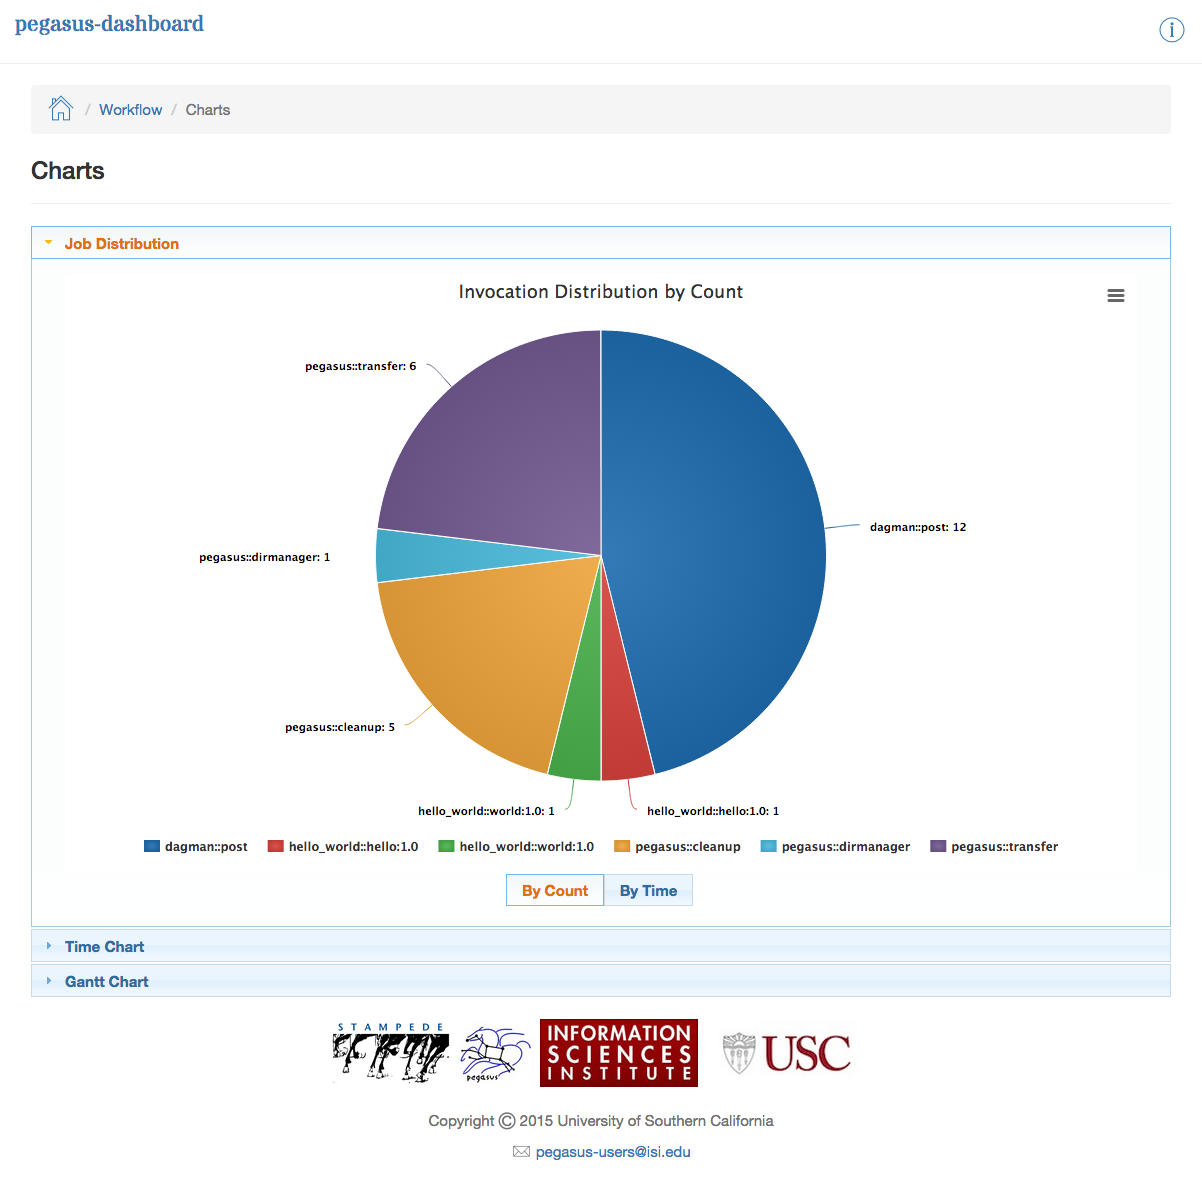 pegasus-dashboard
i
/ Workflow / Charts
Charts
Job Distribution
Invocation Distribution by Count
pegasus::transfer: 6
dagman::post: 12
pegasus::dirmanager: 1
pegasus::cleanup: 5
hello_world::world:1.0: 1 hello_world::hello:1.0: 1
dagman::post hello_world::hello:1.0 hello_world::world:1.0 pegasus::cleanup pegasus::dirmanager pegasus::transfer
By Count By Time
Time Chart
Gantt Chart
STAMPEDE
pegasus
INFORMATION
SCIENCES
INSTITUTE
USC
Copyright © 2015 University of Southern California
pegasus-users@isi.edu